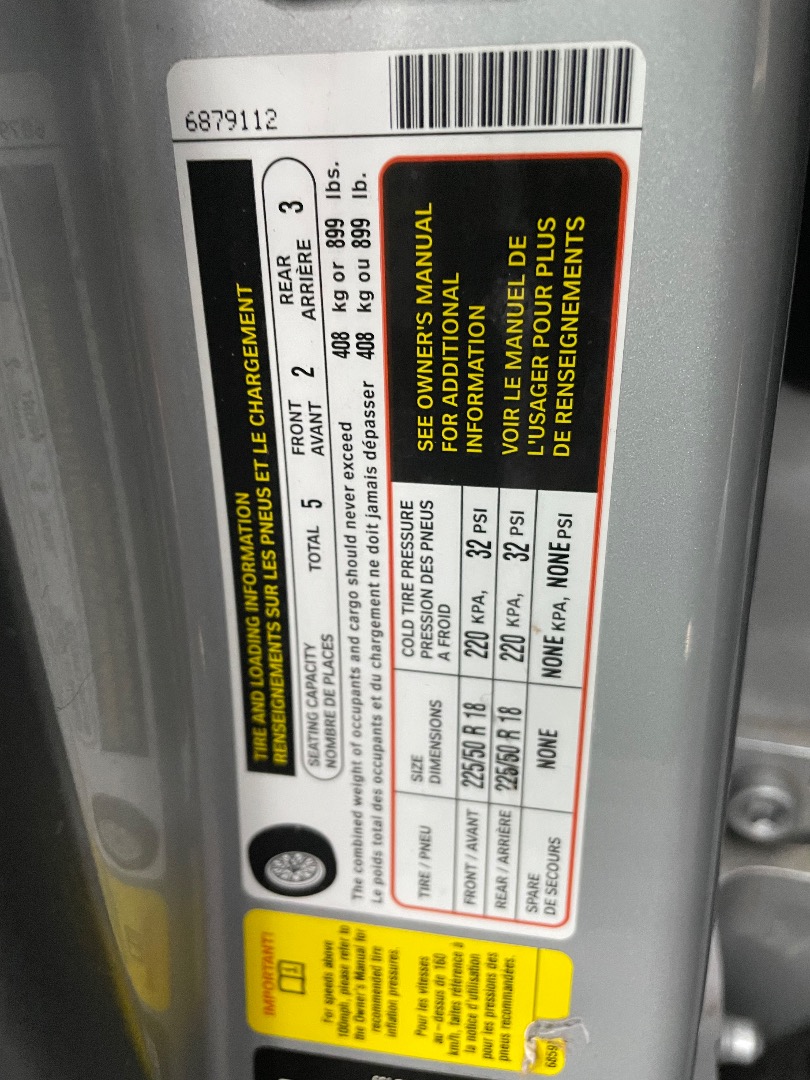 6879112
TIRE AND LOADING INFORMATION
RENSEIGNEMENTS SUR LES PNEUS ET LE CHARGEMENT
SEATING CAPACITY TOTAL 5 FRONT 2 REAR 3
NOMBRE DE PLACES AVANT ARRIÈRE
The combined weight of occupants and cargo should never exceed 408 kg or 899 lbs.
Le poids total des occupants et du chargement ne doit jamais dépasser 408 kg ou 899 lb.
TIRE / PNEU
SIZE
DIMENSIONS
COLD TIRE PRESSURE
PRESSION DES PNEUS
A FROID
FRONT / AVANT 225/50 R 18 220 KPA, 32 PSI
REAR / ARRIÈRE 225/50 R 18 220 KPA, 32 PSI
SPARE
DE SECOURS NONE NONE KPA, NONE PSI
SEE OWNER'S MANUAL
FOR ADDITIONAL
INFORMATION
VOIR LE MANUEL DE
L'USAGER POUR PLUS
DE RENSEIGNEMENTS
IMPORTANT!
For speeds above
100mph, please refer to
the Owner's Manual for
recommended tire
inflation pressures.
Pour les vitesses
au-dessus de 160
km/h, faites référence à
la notice d'utilisation
pour les pressions des
pneus recommandées.